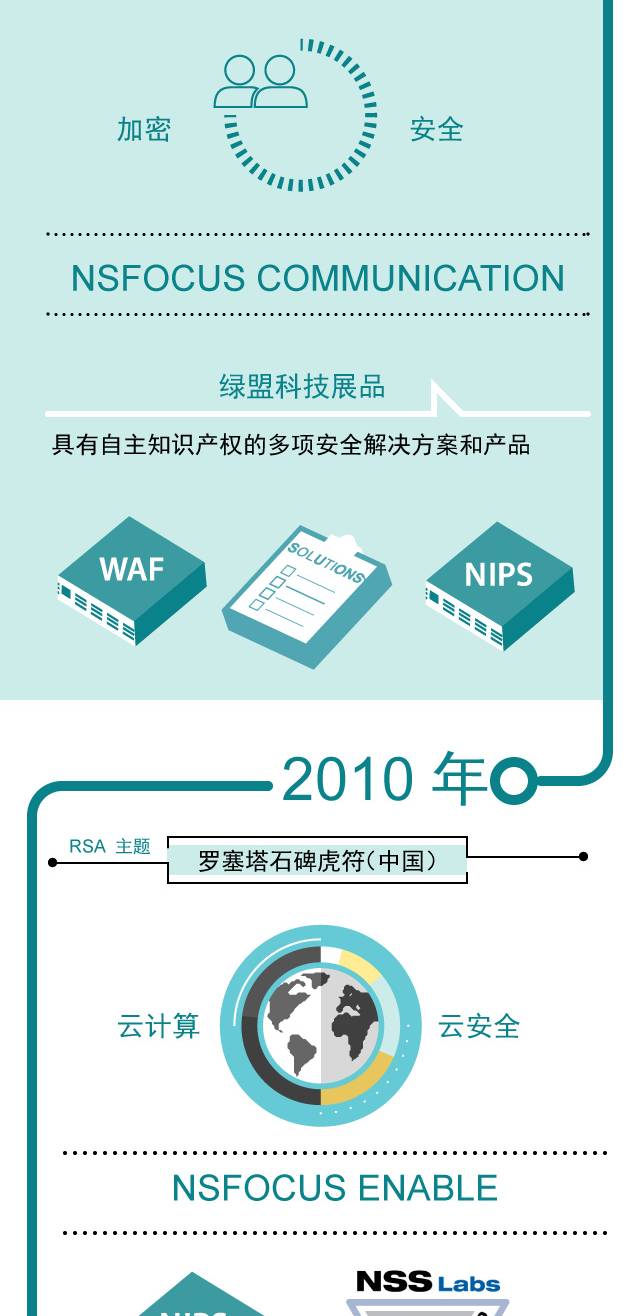 加密
安全
NSFOCUS COMMUNICATION
绿盟科技展品
具有自主知识产权的多项安全解决方案和产品
WAF
SOLUTIONS
NIPS
2010 年
RSA 主题
罗塞塔石碑虎符(中国)
云计算
云安全
NSFOCUS ENABLE
NSS Labs
NIPS